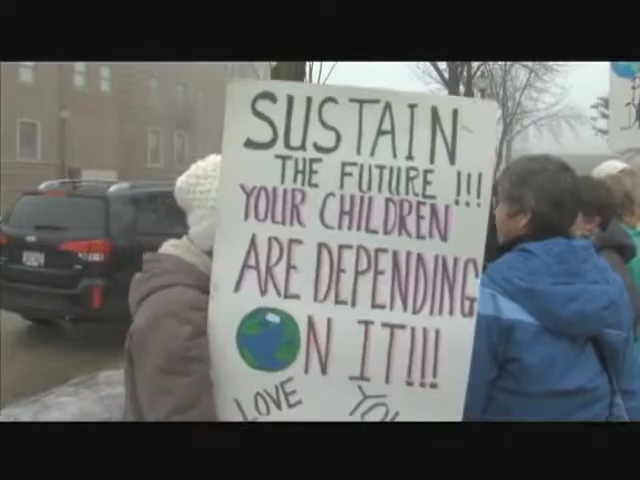 SUSTAIN
THE FUTURE !!!
YOUR CHILDREN
ARE DEPENDING
ON IT!!!
LOVE